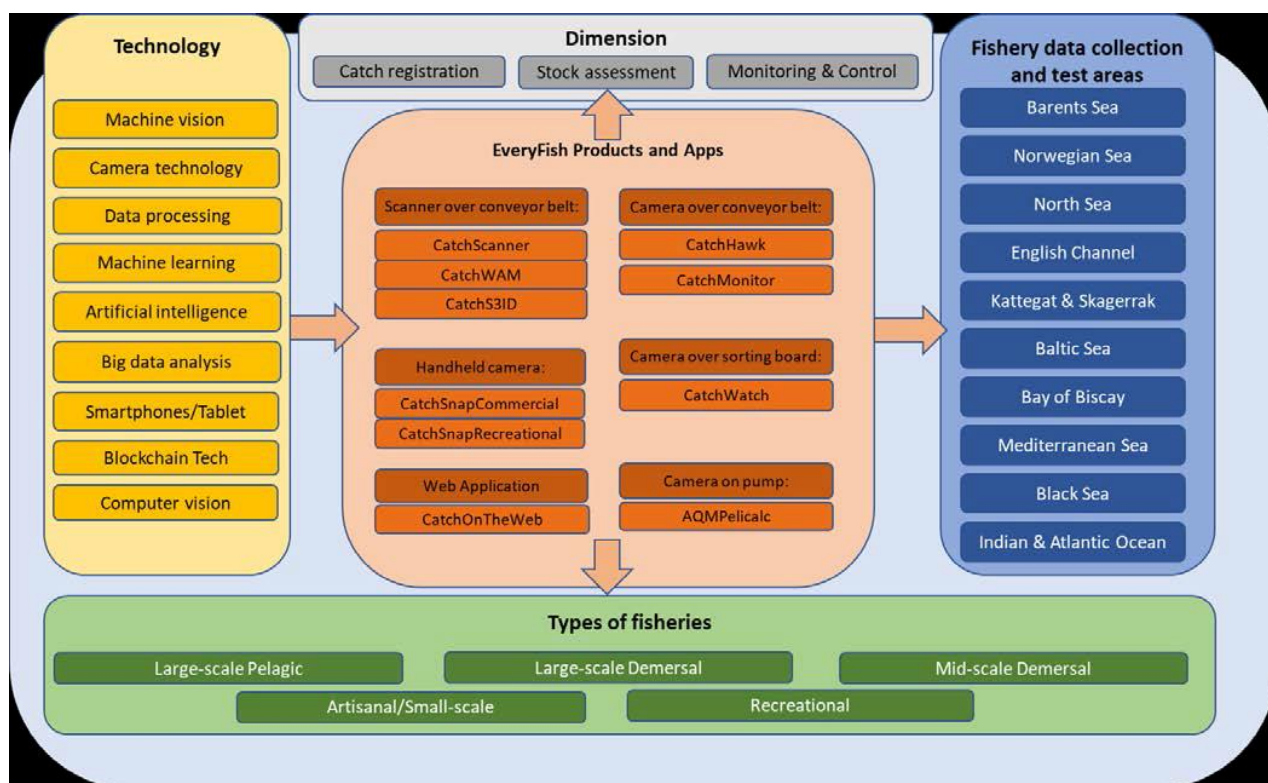 Technology
Machine vision
Camera technology
Data processing
Machine learning
Artificial intelligence
Big data analysis
Smartphones/Tablet
Blockchain Tech
Computer vision
Dimension
Catch registration
Stock assessment
Monitoring & Control
EveryFish Products and Apps
Scanner over conveyor belt:
CatchScanner
CatchWAM
CatchS3ID
Handheld camera:
CatchSnapCommercial
CatchSnapRecreational
Web Application
CatchOnTheWeb
Camera over conveyor belt:
CatchHawk
CatchMonitor
Camera over sorting board:
CatchWatch
Camera on pump:
AQMPelicalc
Fishery data collection
and test areas
Barents Sea
Norwegian Sea
North Sea
English Channel
Kattegat & Skagerrak
Baltic Sea
Bay of Biscay
Mediterranean Sea
Black Sea
Indian & Atlantic Ocean
Types of fisheries
Large-scale Pelagic
Large-scale Demersal
Mid-scale Demersal
Artisanal/Small-scale
Recreational